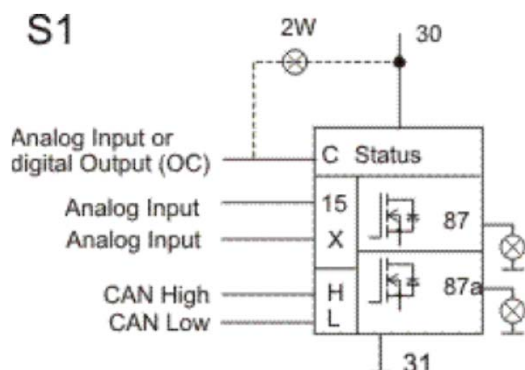 S1
2W
30
Analog Input or
digital Output (OC)
C Status
Analog Input
15
87
Analog Input
X
CAN High
H
87a
CAN Low
L
31